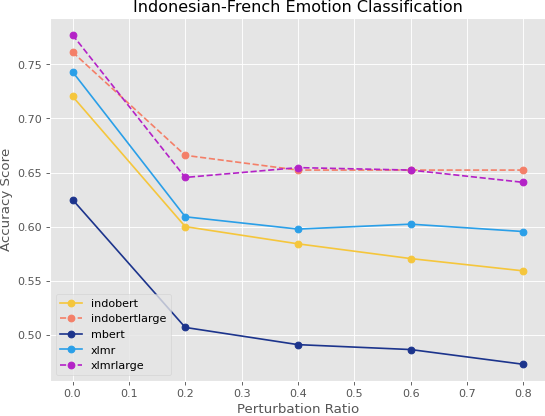 Indonesian-French Emotion Classification
Accuracy Score
0.75
0.70
0.65
0.60
0.55
0.50
indobert
indobertlarge
mbert
xlmr
xlmrlarge
0.0 0.1 0.2 0.3 0.4 0.5 0.6 0.7 0.8
Perturbation Ratio